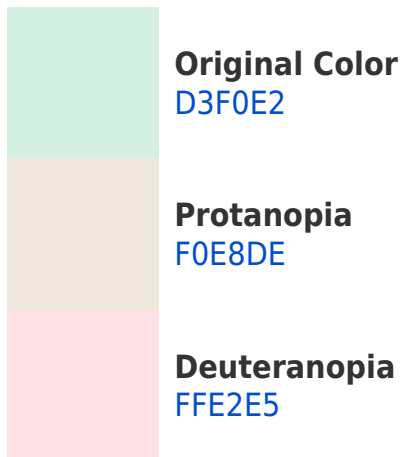 Original Color
D3F0E2
Protanopia
F0E8DE
Deuteranopia
FFE2E5